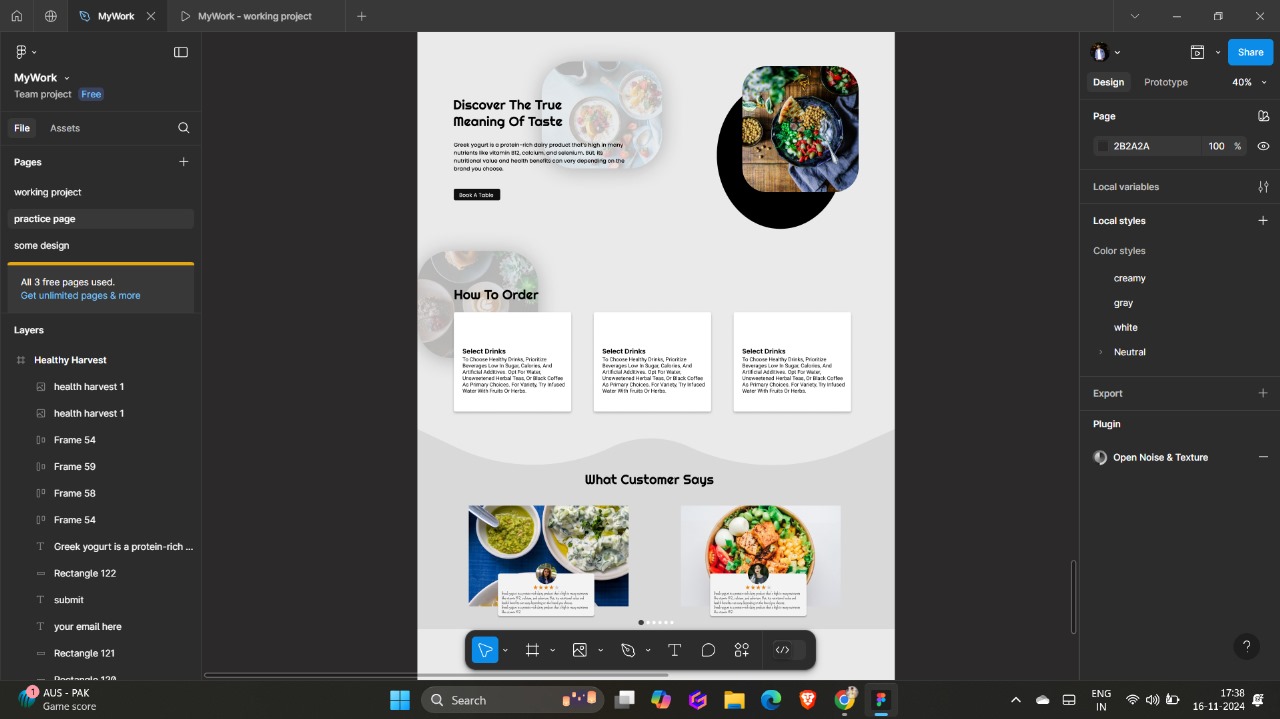 MyWork
MyWork - working project
MyWork
Team project Free
File Assets
Pages
working project
practice page
some design
All 3 free pages used.
Get unlimited pages & more
Layers
Healthy Harvest
health harvest 1
health harvest 1
Frame 54
Frame 59
Frame 58
Frame 54
Greek yogurt is a protein-rich ...
Rectangle 122
submit
your email here
Rectangle 121
Rectangle 120
Discover The True
Meaning Of Taste
Greek yogurt is a protein-rich dairy product that's high in many
nutrients like vitamin B12, calcium, and selenium. But, its
nutritional value and health benefits can vary depending on the
brand you choose.
Book A Table
How To Order
Select Drinks
To Choose Healthy Drinks, Prioritize
Beverages Low In Sugar, Calories, And
Artificial Additives. Opt For Water,
Unsweetened Herbal Teas, Or Black Coffee
As Primary Choices. For Variety, Try Infused
Water With Fruits Or Herbs.
Select Drinks
To Choose Healthy Drinks, Prioritize
Beverages Low In Sugar, Calories, And
Artificial Additives. Opt For Water,
Unsweetened Herbal Teas, Or Black Coffee
As Primary Choices. For Variety, Try Infused
Water With Fruits Or Herbs.
Select Drinks
To Choose Healthy Drinks, Prioritize
Beverages Low In Sugar, Calories, And
Artificial Additives. Opt For Water,
Unsweetened Herbal Teas, Or Black Coffee
As Primary Choices. For Variety, Try Infused
Water With Fruits Or Herbs.
What Customer Says
Share
Design Prototype 40%
Page
2B2A2A
Local variables
Local styles
Color styles
creamy
gray
white
Neutral
Export
Plugin
Open Noise & Texture
?
1
AUS - PAK
Game score
Search
ENG
IN
17:38
16-11-2024